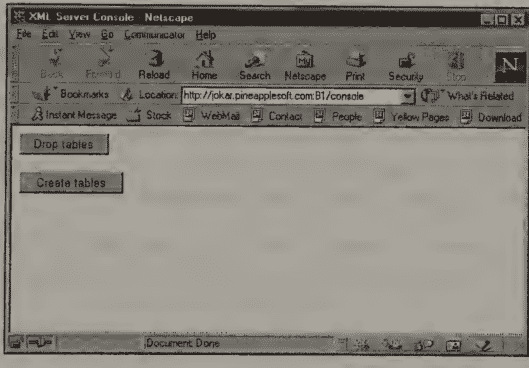 XML Server Console - Netscape
File Edit View Go Communicator Help
Back Forward Reload Home Search Netscape Print Security Stop N
Bookmarks Location: http://jokar.pineapplesoft.com:81/console What's Related
Instant Message Stock WebMail Contact People Yellow Pages Download
Drop tables
Create tables
Document: Done